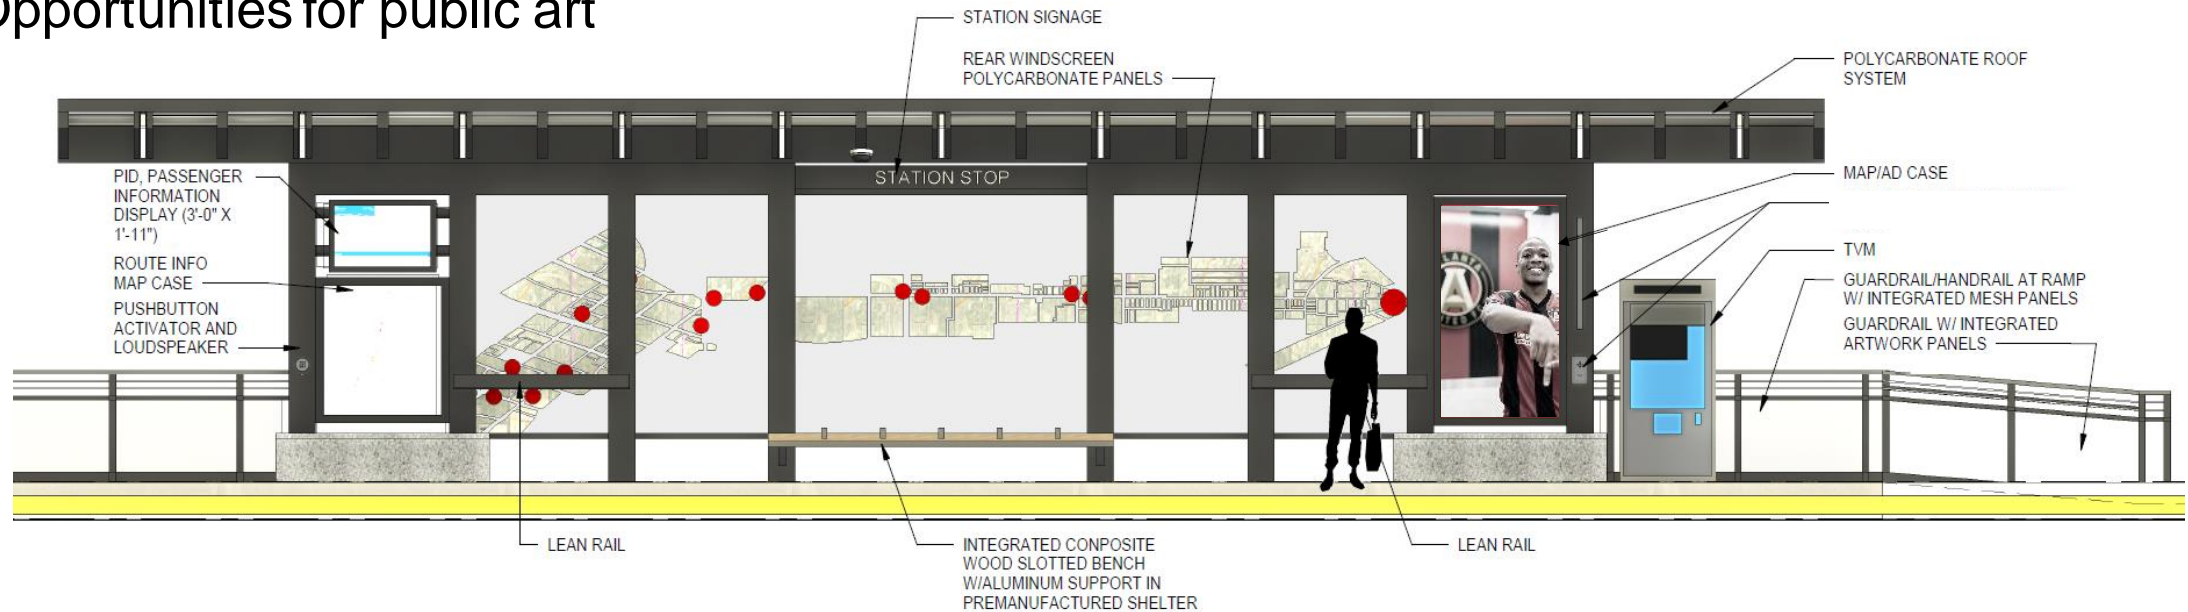 Opportunities for public art
STATION SIGNAGE
REAR WINDSCREEN
POLYCARBONATE PANELS
POLYCARBONATE ROOF
SYSTEM
PID, PASSENGER
INFORMATION
DISPLAY (3'-0" X
1'-11")
ROUTE INFO
MAP CASE
PUSHBUTTON
ACTIVATOR AND
LOUDSPEAKER
STATION STOP
MAP/AD CASE
TVM
GUARDRAIL/HANDRAIL AT RAMP
W/ INTEGRATED MESH PANELS
GUARDRAIL W/ INTEGRATED
ARTWORK PANELS
LEAN RAIL
INTEGRATED CONPOSITE
WOOD SLOTTED BENCH
W/ALUMINUM SUPPORT IN
PREMANUFACTURED SHELTER
LEAN RAIL